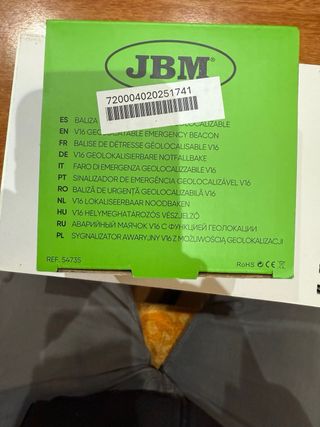 JBM®
720004020251741
ES BALIZA GEOLOCALIZABLE
EN V16 GEOLOCATABLE EMERGENCY BEACON
FR BALISE DE DÉTRESSE GÉOLOCALISABLE V16
DE V16 GEOLOKALISIERBARE NOTFALLBAKE
IT FARO DI EMERGENZA GEOLOCALIZZABILE V16
PT SINALIZADOR DE EMERGÊNCIA GEOLOCALIZÁVEL V16
RO BALIZĂ DE URGENȚĂ GEOLOCALIZABILĂ V16
NL V16 LOKALISEERBAAR NOODBAKEN
HU V16 HELYMEGHATÁROZÓS VÉSZJELZŐ
RU АВАРИЙНЫЙ МАЯЧОК V16 С ФУНКЦИЕЙ ГЕОЛОКАЦИИ
PL SYGNALIZATOR AWARYJNY V16 Z MOŻLIWOŚCIĄ GEOLOKALIZACJI
REF. 54735
RoHS CE